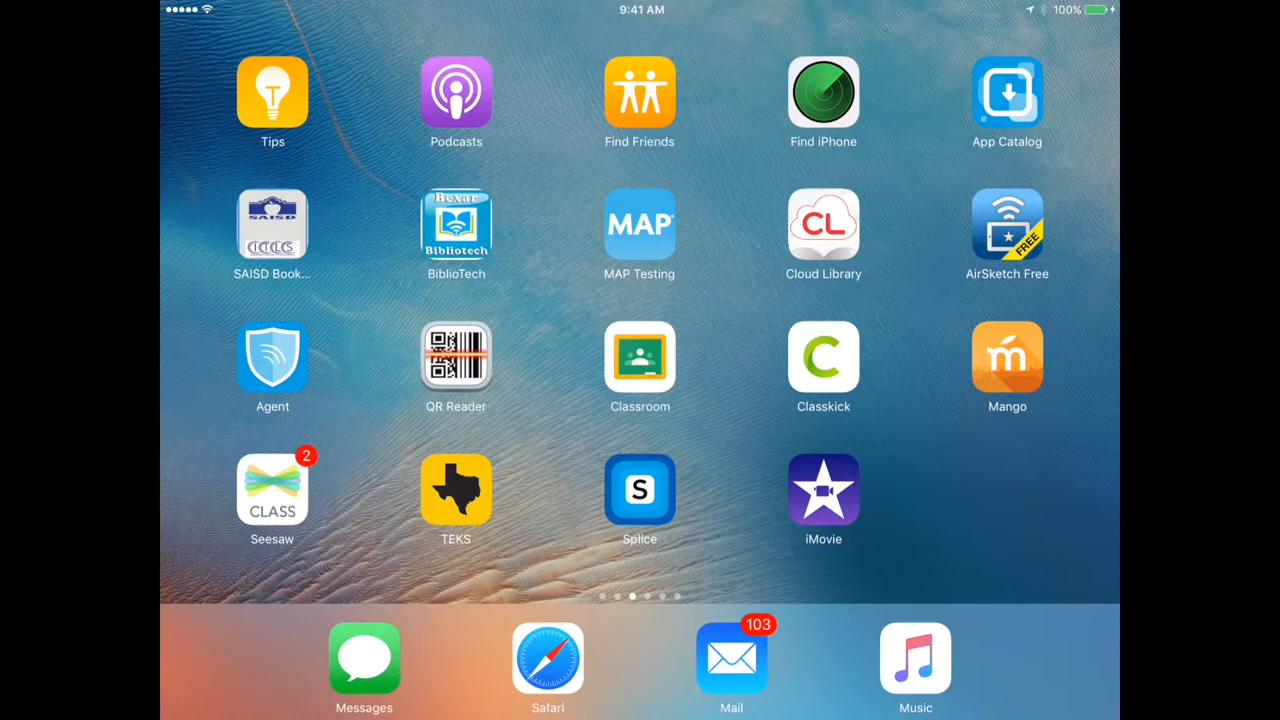 9:41 AM
100%
Tips
Podcasts
Find Friends
Find iPhone
App Catalog
SAISD
ITLS
Bexar
Bibliotech
MAP
CL
FREE
SAISD Book...
BiblioTech
MAP Testing
Cloud Library
AirSketch Free
C
m
Agent
QR Reader
Classroom
Classkick
Mango
2
CLASS
S
Seesaw
TEKS
Splice
iMovie
103
Messages
Safari
Mail
Music